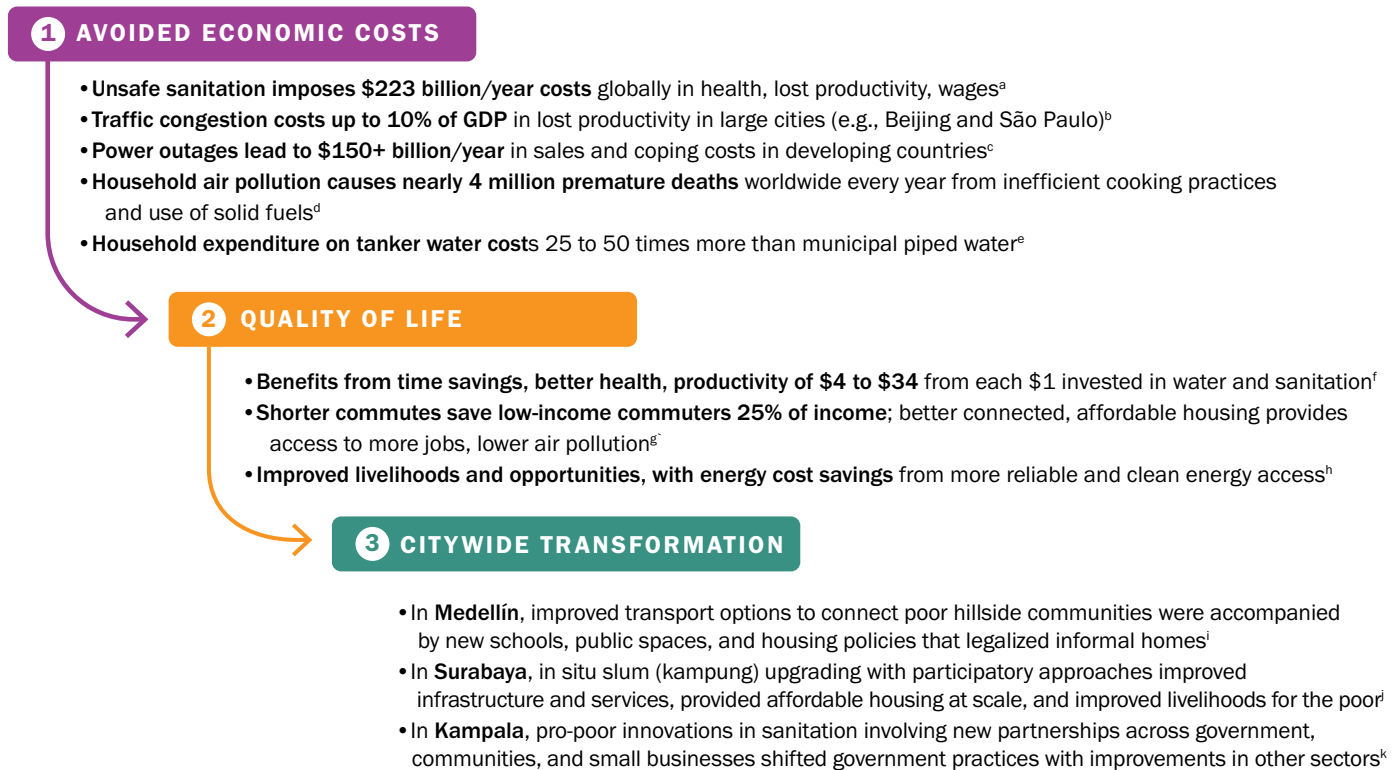 1 AVOIDED ECONOMIC COSTS
•Unsafe sanitation imposes $223 billion/year costs globally in health, lost productivity, wagesᵃ
•Traffic congestion costs up to 10% of GDP in lost productivity in large cities (e.g., Beijing and São Paulo)ᵇ
•Power outages lead to $150+ billion/year in sales and coping costs in developing countriesᶜ
•Household air pollution causes nearly 4 million premature deaths worldwide every year from inefficient cooking practices
and use of solid fuelsᵈ
•Household expenditure on tanker water costs 25 to 50 times more than municipal piped waterᵉ
2 QUALITY OF LIFE
•Benefits from time savings, better health, productivity of $4 to $34 from each $1 invested in water and sanitationᶠ
•Shorter commutes save low-income commuters 25% of income; better connected, affordable housing provides
access to more jobs, lower air pollutionᵍ`
•Improved livelihoods and opportunities, with energy cost savings from more reliable and clean energy accessʰ
3 CITYWIDE TRANSFORMATION
•In Medellín, improved transport options to connect poor hillside communities were accompanied
by new schools, public spaces, and housing policies that legalized informal homesⁱ
•In Surabaya, in situ slum (kampung) upgrading with participatory approaches improved
infrastructure and services, provided affordable housing at scale, and improved livelihoods for the poorʲ
•In Kampala, pro-poor innovations in sanitation involving new partnerships across government,
communities, and small businesses shifted government practices with improvements in other sectorsᵏ